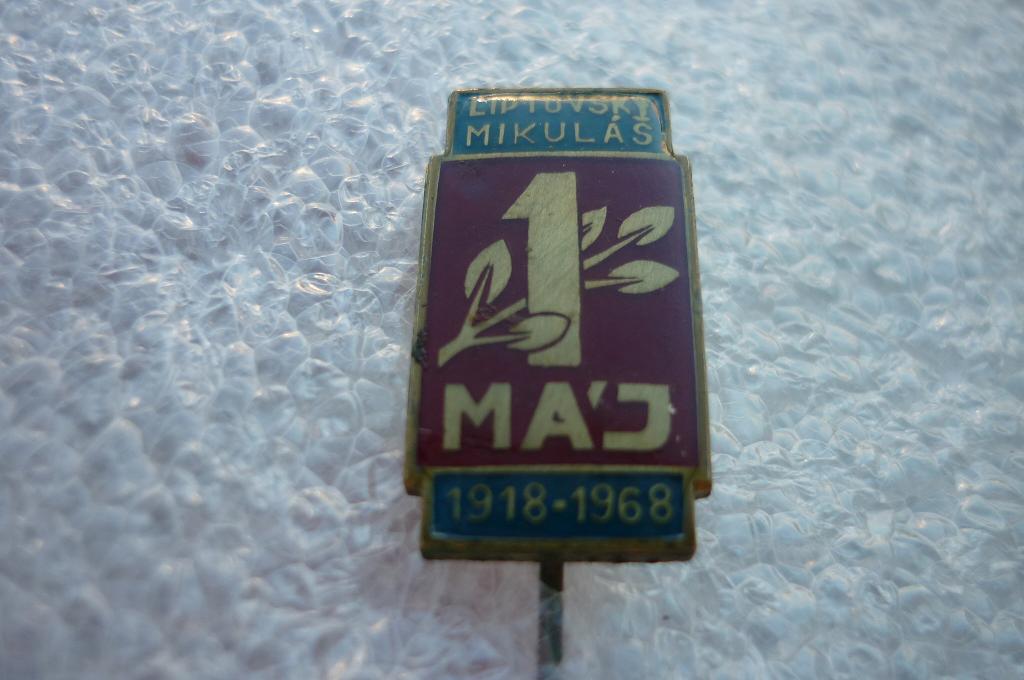 LIPTOVSKÝ
MIKULÁŠ
1
MÁJ
1918-1968